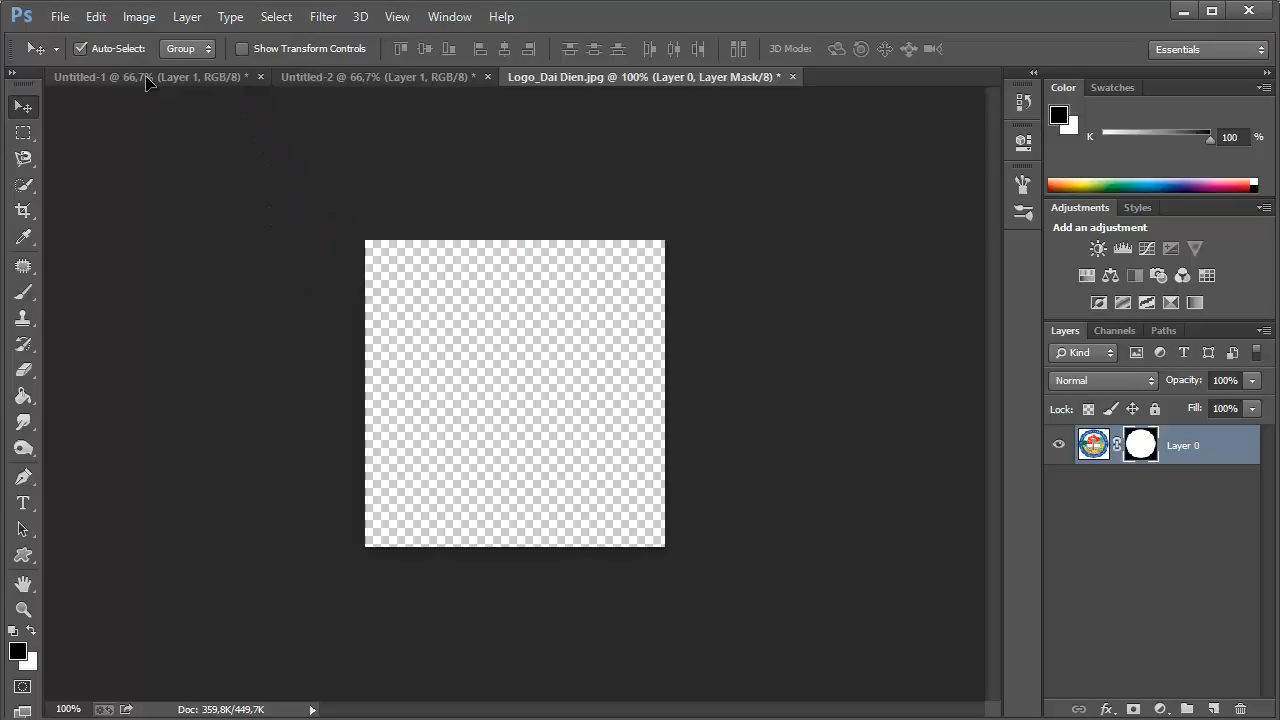 Ps File Edit Image Layer Type Select Filter 3D View Window Help
Auto-Select: Group Show Transform Controls 3D Mode: Essentials
Untitled-1 @ 66,7% (Layer 1, RGB/8) * × Untitled-2 @ 66,7% (Layer 1, RGB/8) * × Logo_Dai Dien.jpg @ 100% (Layer 0, Layer Mask/8) * ×
Color Swatches
K 100 %
Adjustments Styles
Add an adjustment
Layers Channels Paths
Kind
Normal Opacity: 100%
Lock: Fill: 100%
Layer 0
100% Doc: 359,8K/449,7K